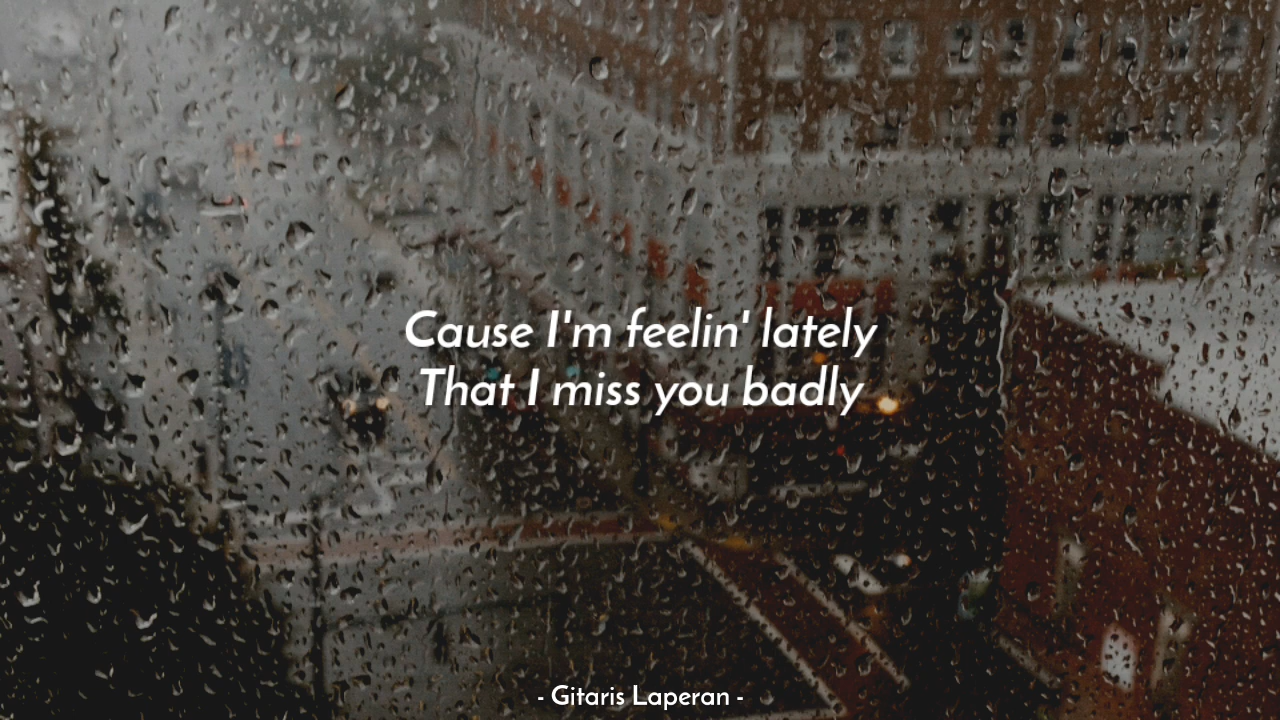 Cause I'm feelin' lately
That I miss you badly
- Gitaris Laperan -